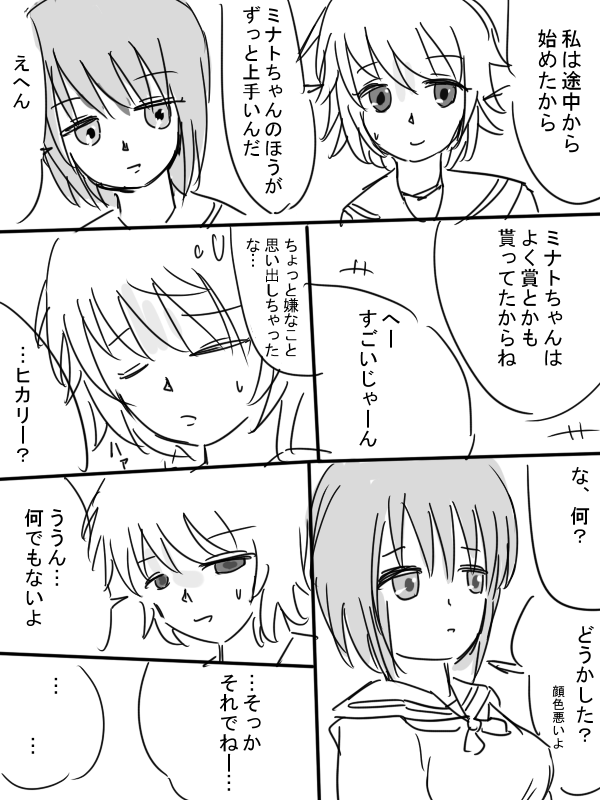 私は途中から
始めたから
ミナトちゃんのほうが
ずっと上手いんだ
えへん
ミナトちゃんは
よく賞とかも
貰ってたからね
へー
すごいじゃーん
ちょっと嫌なこと
思い出しちゃった
な…
…ヒカリー？
ハァ
な、何？
どうかした？
顔色悪いよ
ううん…
何でもないよ
…そっか
それでねー…
…
…